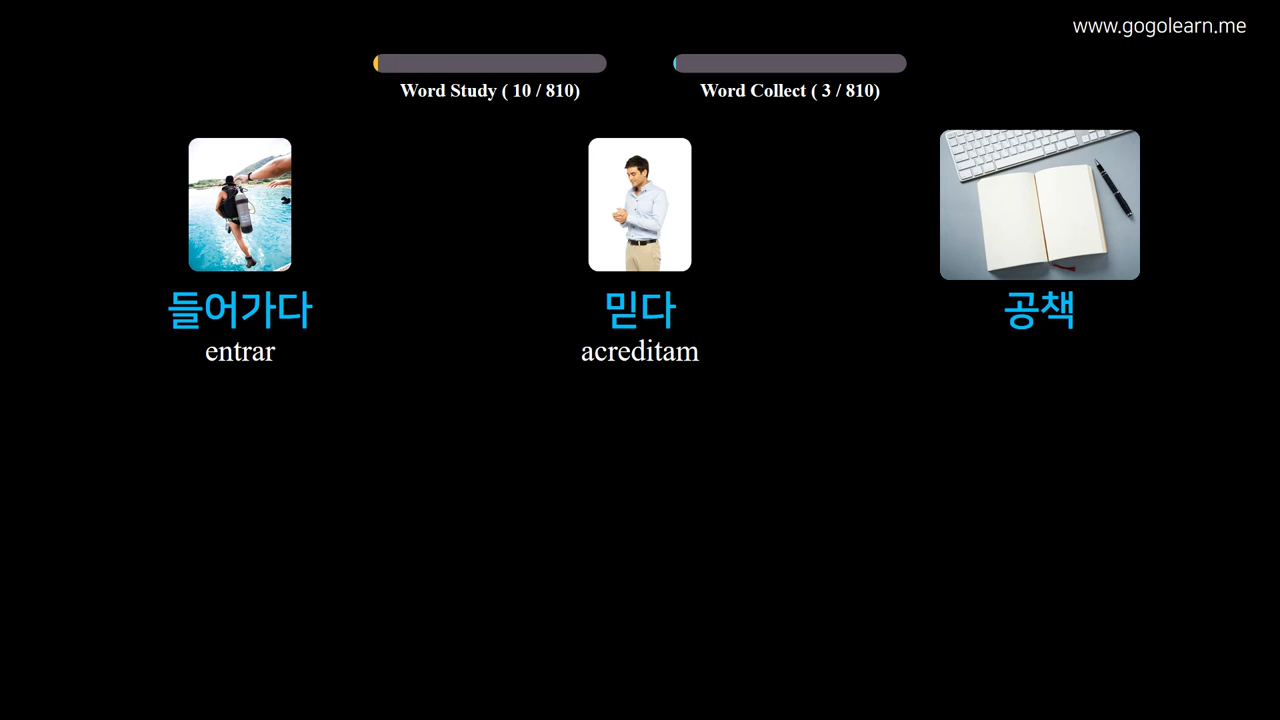 www.gogolearn.me
Word Study ( 10 / 810)
Word Collect ( 3 / 810)
들어가다
entrar
믿다
acreditam
공책